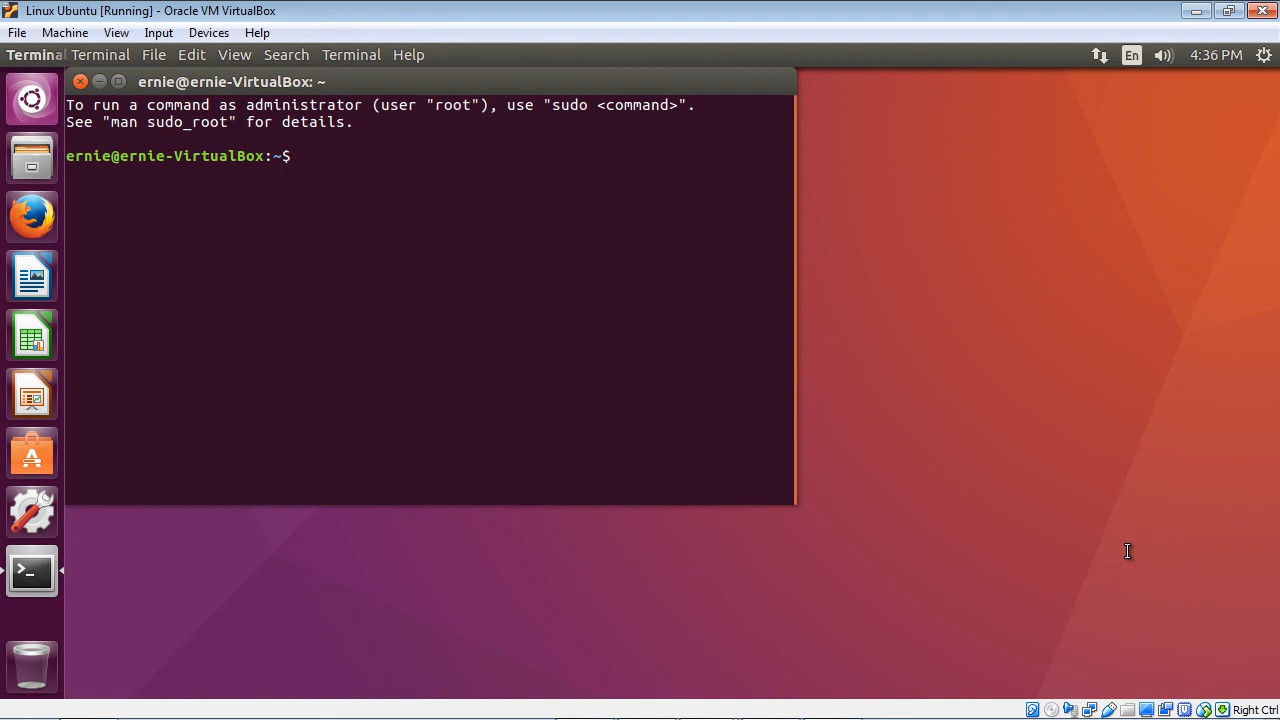 Linux Ubuntu [Running] - Oracle VM VirtualBox
File Machine View Input Devices Help
Terminal Terminal File Edit View Search Terminal Help En 4:36 PM
ernie@ernie-VirtualBox: ~
To run a command as administrator (user "root"), use "sudo <command>".
See "man sudo_root" for details.
ernie@ernie-VirtualBox:~$
Right Ctrl